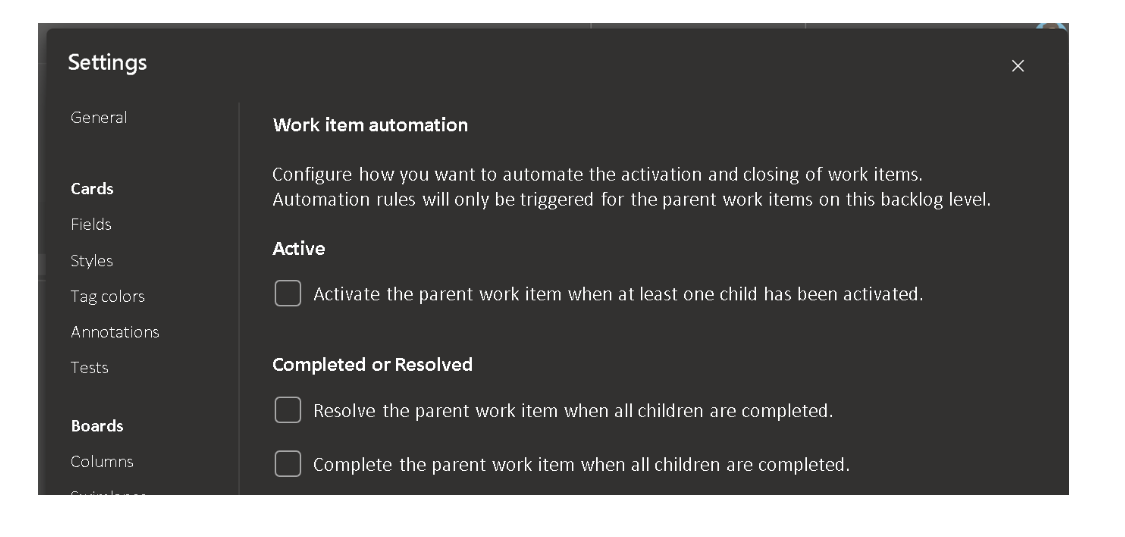 Settings
General
Cards
Fields
Styles
Tag colors
Annotations
Tests
Boards
Columns
Work item automation
Configure how you want to automate the activation and closing of work items.
Automation rules will only be triggered for the parent work items on this backlog level.
Active
Activate the parent work item when at least one child has been activated.
Completed or Resolved
Resolve the parent work item when all children are completed.
Complete the parent work item when all children are completed.